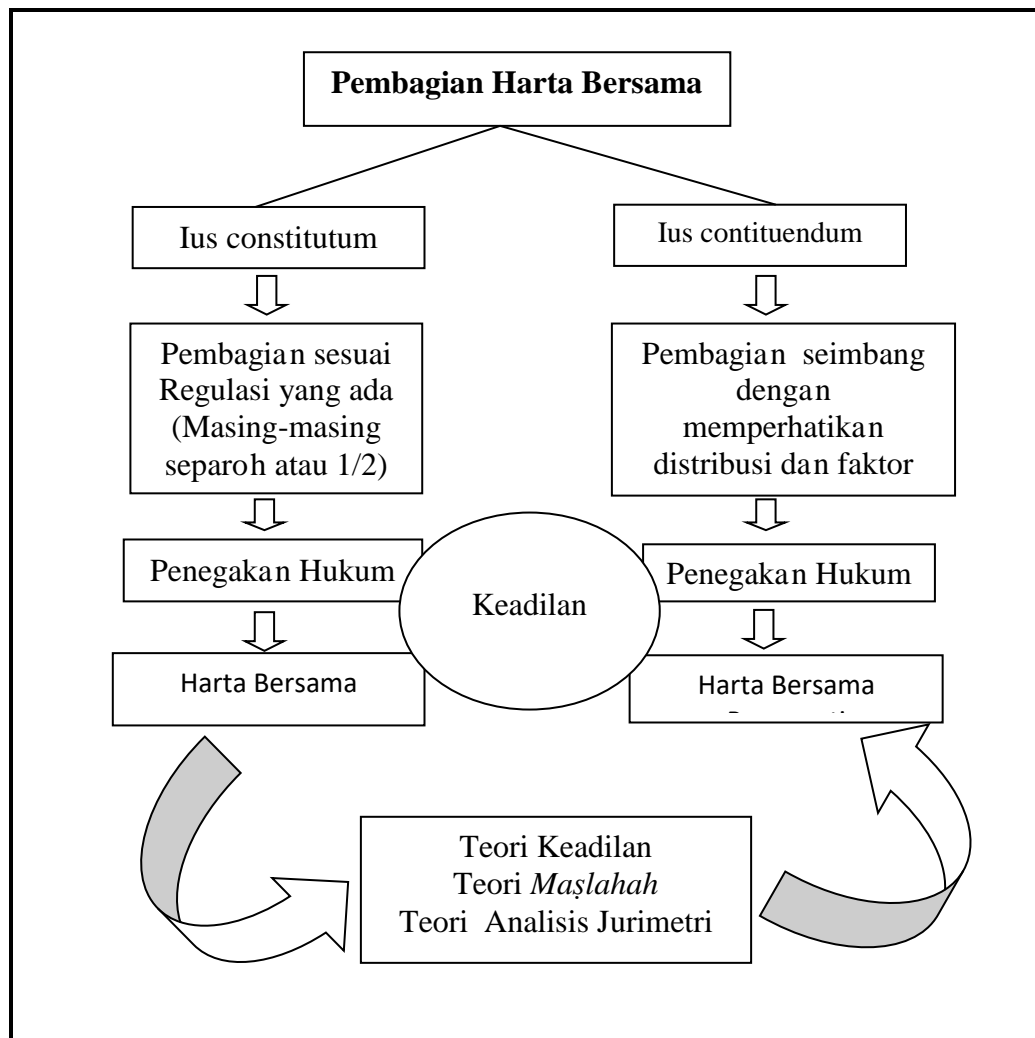 Pembagian Harta Bersama
Ius constitutum
Ius contituendum
Pembagian sesuai
Regulasi yang ada
(Masing-masing
separoh atau 1/2)
Pembagian seimbang
dengan
memperhatikan
distribusi dan faktor
Penegakan Hukum
Keadilan
Penegakan Hukum
Harta Bersama
Harta Bersama
Teori Keadilan
Teori Maṣlahah
Teori Analisis Jurimetri